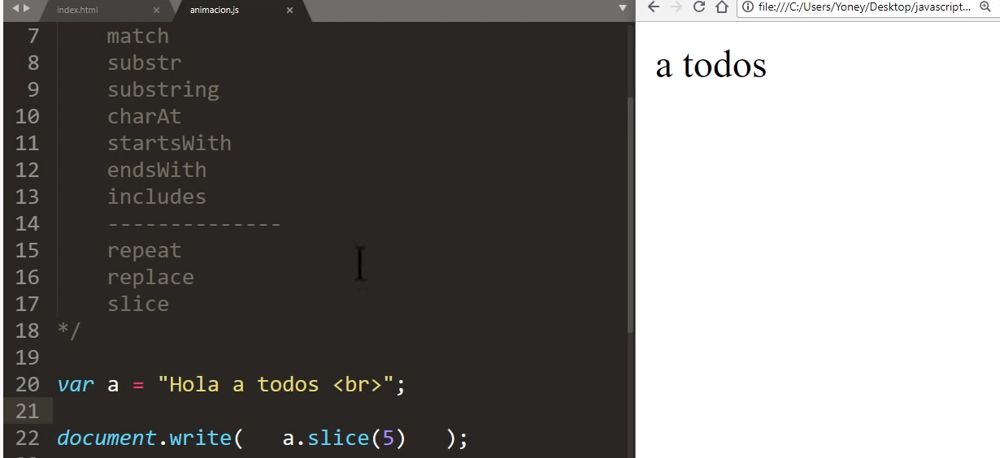 index.html × animacion.js ×
file:///C:/Users/Yoney/Desktop/javascript...
7 match
8 substr
9 substring
10 charAt
11 startsWith
12 endsWith
13 includes
14 --------------
15 repeat
16 replace
17 slice
18 */
19
20 var a = "Hola a todos <br>";
21
22 document.write( a.slice(5) );
a todos